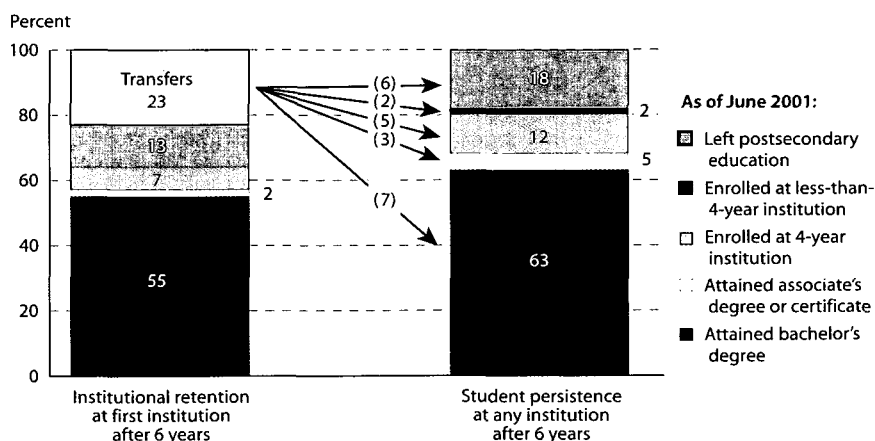 Percent
100
80
60
40
20
0
Transfers
23
13
7
2
55
(6)
(2)
(5)
(3)
(7)
18
2
12
5
63
Institutional retention
at first institution
after 6 years
Student persistence
at any institution
after 6 years
As of June 2001:
Left postsecondary
education
Enrolled at less-than-
4-year institution
Enrolled at 4-year
institution
Attained associate's
degree or certificate
Attained bachelor's
degree